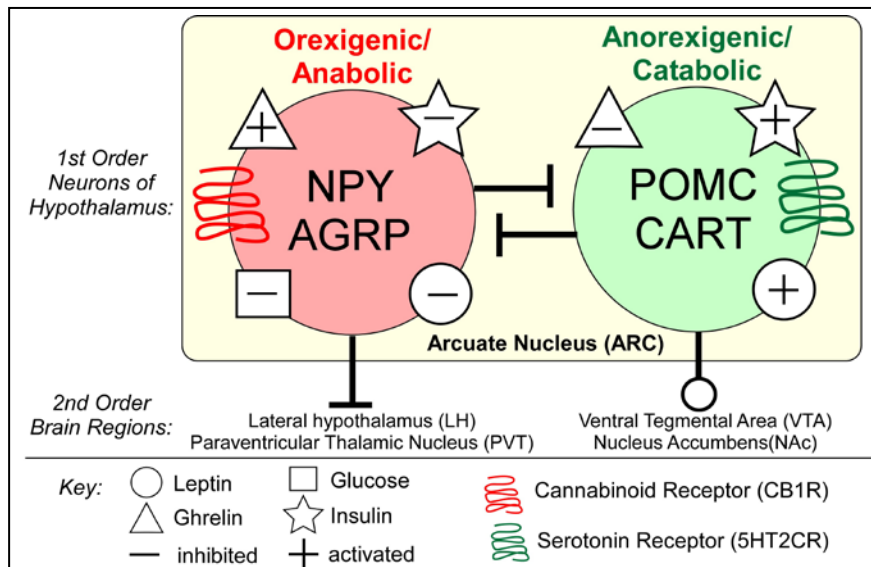 Orexigenic/
Anabolic
Anorexigenic/
Catabolic
1st Order
Neurons of
Hypothalamus:
+
−
−
+
NPY
AGRP
POMC
CART
−
−
+
Arcuate Nucleus (ARC)
2nd Order
Brain Regions:
Lateral hypothalamus (LH)
Paraventricular Thalamic Nucleus (PVT)
Ventral Tegmental Area (VTA)
Nucleus Accumbens(NAc)
Key:
Leptin
Glucose
Cannabinoid Receptor (CB1R)
Ghrelin
Insulin
− inhibited
+ activated
Serotonin Receptor (5HT2CR)